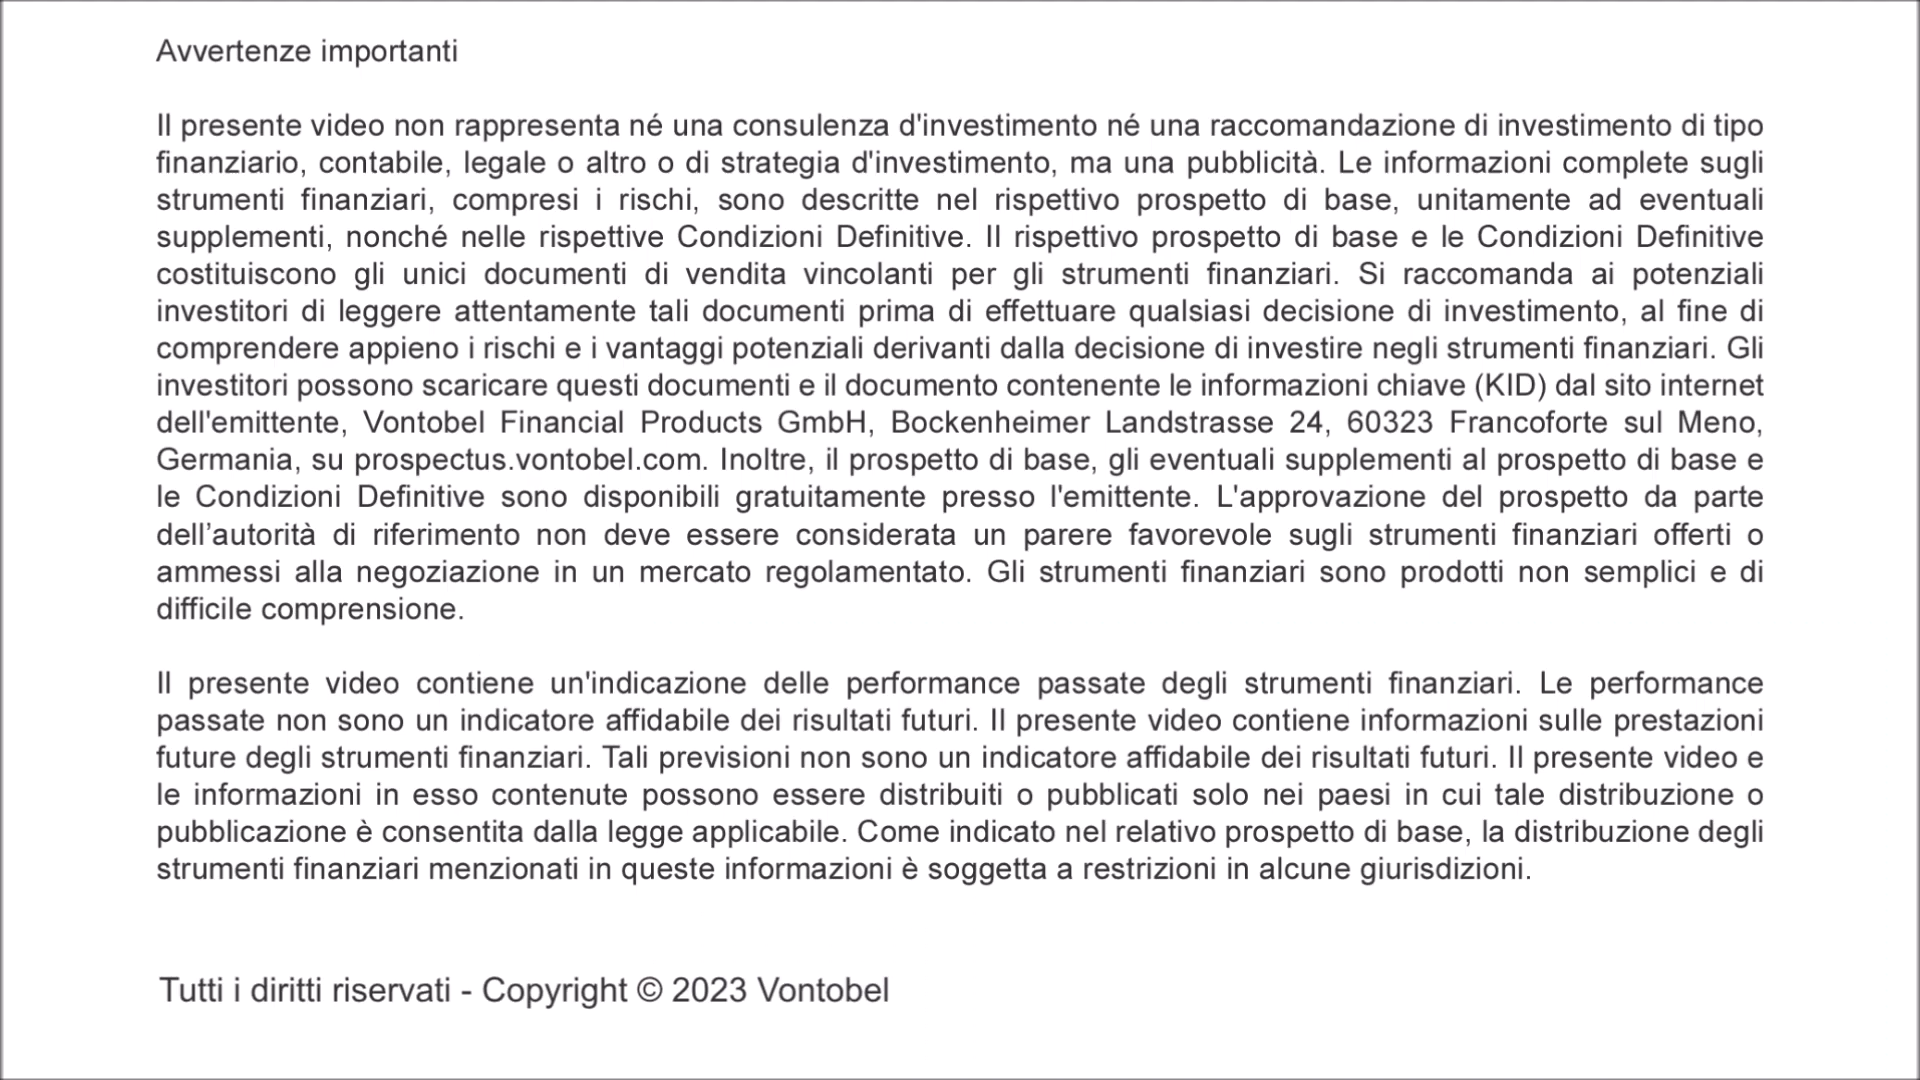 Avvertenze importanti
Il presente video non rappresenta né una consulenza d'investimento né una raccomandazione di investimento di tipo
finanziario, contabile, legale o altro o di strategia d'investimento, ma una pubblicità. Le informazioni complete sugli
strumenti finanziari, compresi i rischi, sono descritte nel rispettivo prospetto di base, unitamente ad eventuali
supplementi, nonché nelle rispettive Condizioni Definitive. Il rispettivo prospetto di base e le Condizioni Definitive
costituiscono gli unici documenti di vendita vincolanti per gli strumenti finanziari. Si raccomanda ai potenziali
investitori di leggere attentamente tali documenti prima di effettuare qualsiasi decisione di investimento, al fine di
comprendere appieno i rischi e i vantaggi potenziali derivanti dalla decisione di investire negli strumenti finanziari. Gli
investitori possono scaricare questi documenti e il documento contenente le informazioni chiave (KID) dal sito internet
dell'emittente, Vontobel Financial Products GmbH, Bockenheimer Landstrasse 24, 60323 Francoforte sul Meno,
Germania, su prospectus.vontobel.com. Inoltre, il prospetto di base, gli eventuali supplementi al prospetto di base e
le Condizioni Definitive sono disponibili gratuitamente presso l'emittente. L'approvazione del prospetto da parte
dell’autorità di riferimento non deve essere considerata un parere favorevole sugli strumenti finanziari offerti o
ammessi alla negoziazione in un mercato regolamentato. Gli strumenti finanziari sono prodotti non semplici e di
difficile comprensione.
Il presente video contiene un'indicazione delle performance passate degli strumenti finanziari. Le performance
passate non sono un indicatore affidabile dei risultati futuri. Il presente video contiene informazioni sulle prestazioni
future degli strumenti finanziari. Tali previsioni non sono un indicatore affidabile dei risultati futuri. Il presente video e
le informazioni in esso contenute possono essere distribuiti o pubblicati solo nei paesi in cui tale distribuzione o
pubblicazione è consentita dalla legge applicabile. Come indicato nel relativo prospetto di base, la distribuzione degli
strumenti finanziari menzionati in queste informazioni è soggetta a restrizioni in alcune giurisdizioni.
Tutti i diritti riservati - Copyright © 2023 Vontobel